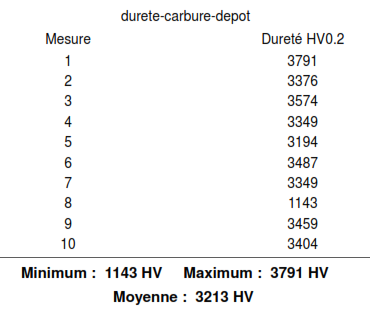 durete-carbure-depot
Mesure Dureté HV0.2
1 3791
2 3376
3 3574
4 3349
5 3194
6 3487
7 3349
8 1143
9 3459
10 3404
Minimum : 1143 HV Maximum : 3791 HV
Moyenne : 3213 HV